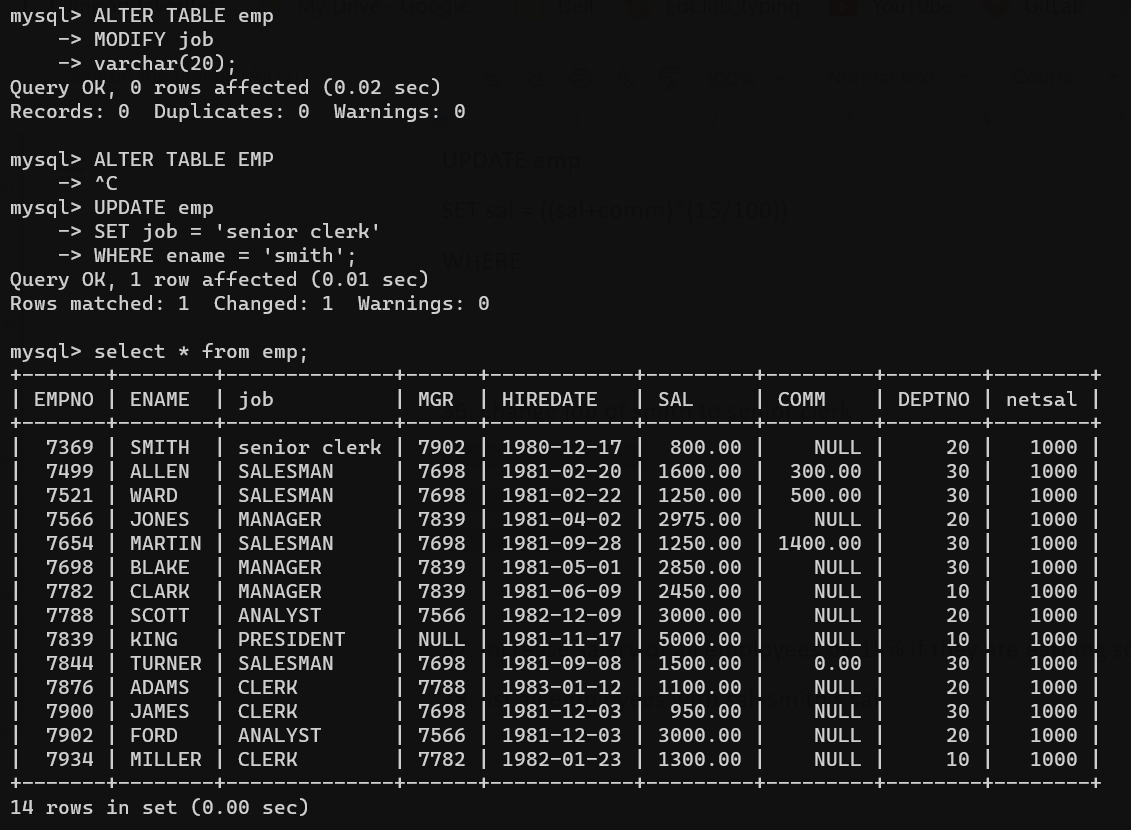 mysql> ALTER TABLE emp
    -> MODIFY job
    -> varchar(20);
Query OK, 0 rows affected (0.02 sec)
Records: 0  Duplicates: 0  Warnings: 0

mysql> ALTER TABLE EMP
    -> ^C
mysql> UPDATE emp
    -> SET job = 'senior clerk'
    -> WHERE ename = 'smith';
Query OK, 1 row affected (0.01 sec)
Rows matched: 1  Changed: 1  Warnings: 0

mysql> select * from emp;
+-------+--------+--------------+------+------------+---------+---------+--------+--------+
| EMPNO | ENAME  | job          | MGR  | HIREDATE   | SAL     | COMM    | DEPTNO | netsal |
+-------+--------+--------------+------+------------+---------+---------+--------+--------+
|  7369 | SMITH  | senior clerk | 7902 | 1980-12-17 |  800.00 |    NULL |     20 |   1000 |
|  7499 | ALLEN  | SALESMAN     | 7698 | 1981-02-20 | 1600.00 |  300.00 |     30 |   1000 |
|  7521 | WARD   | SALESMAN     | 7698 | 1981-02-22 | 1250.00 |  500.00 |     30 |   1000 |
|  7566 | JONES  | MANAGER      | 7839 | 1981-04-02 | 2975.00 |    NULL |     20 |   1000 |
|  7654 | MARTIN | SALESMAN     | 7698 | 1981-09-28 | 1250.00 | 1400.00 |     30 |   1000 |
|  7698 | BLAKE  | MANAGER      | 7839 | 1981-05-01 | 2850.00 |    NULL |     30 |   1000 |
|  7782 | CLARK  | MANAGER      | 7839 | 1981-06-09 | 2450.00 |    NULL |     10 |   1000 |
|  7788 | SCOTT  | ANALYST      | 7566 | 1982-12-09 | 3000.00 |    NULL |     20 |   1000 |
|  7839 | KING   | PRESIDENT    | NULL | 1981-11-17 | 5000.00 |    NULL |     10 |   1000 |
|  7844 | TURNER | SALESMAN     | 7698 | 1981-09-08 | 1500.00 |    0.00 |     30 |   1000 |
|  7876 | ADAMS  | CLERK        | 7788 | 1983-01-12 | 1100.00 |    NULL |     20 |   1000 |
|  7900 | JAMES  | CLERK        | 7698 | 1981-12-03 |  950.00 |    NULL |     30 |   1000 |
|  7902 | FORD   | ANALYST      | 7566 | 1981-12-03 | 3000.00 |    NULL |     20 |   1000 |
|  7934 | MILLER | CLERK        | 7782 | 1982-01-23 | 1300.00 |    NULL |     10 |   1000 |
+-------+--------+--------------+------+------------+---------+---------+--------+--------+
14 rows in set (0.00 sec)
UPDATE emp
SET sal = ((sal+comm)*(15/100))
WHERE